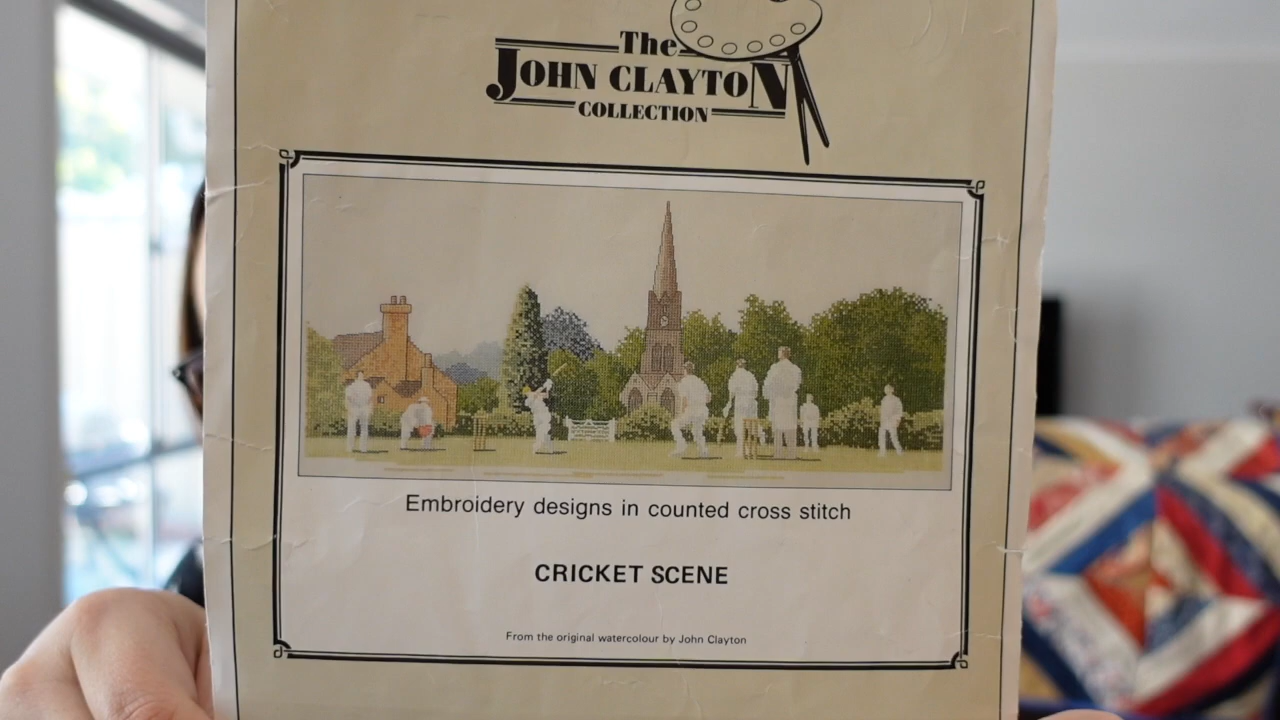 The
JOHN CLAYTON
COLLECTION
Embroidery designs in counted cross stitch
CRICKET SCENE
From the original watercolour by John Clayton